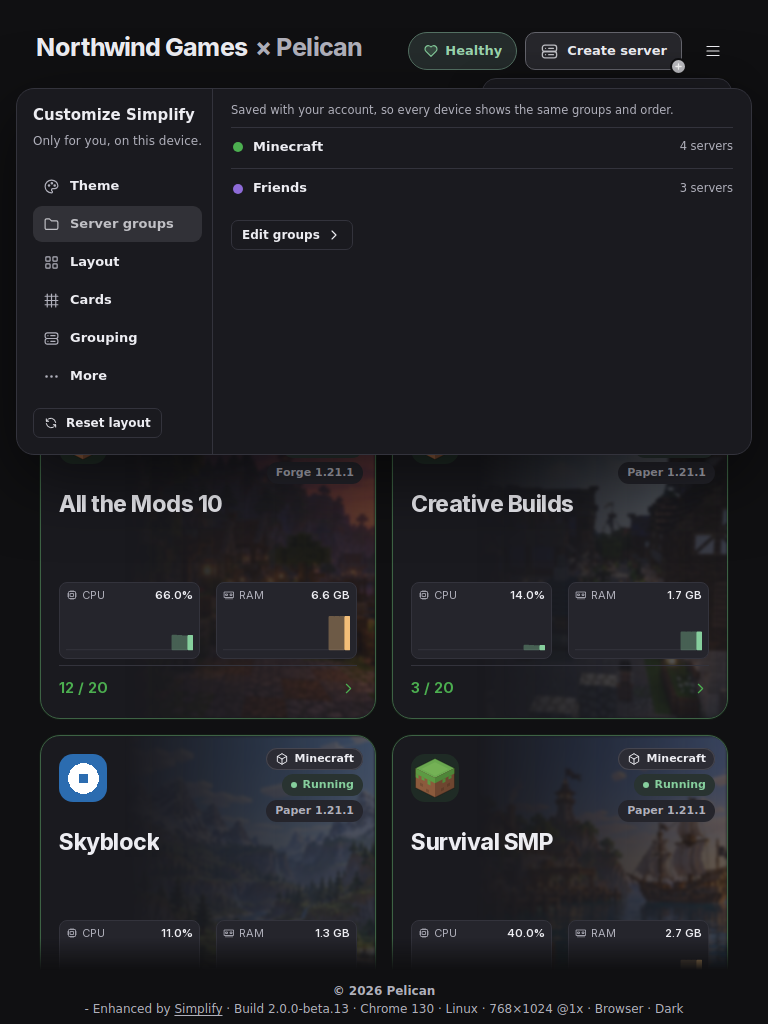 Northwind Games × Pelican
Healthy
Create server
Customize Simplify
Only for you, on this device.
Theme
Server groups
Layout
Cards
Grouping
More
Reset layout
Saved with your account, so every device shows the same groups and order.
Minecraft 4 servers
Friends 3 servers
Edit groups
Forge 1.21.1
All the Mods 10
CPU 66.0%
RAM 6.6 GB
12 / 20
Paper 1.21.1
Creative Builds
CPU 14.0%
RAM 1.7 GB
3 / 20
Minecraft
Running
Paper 1.21.1
Skyblock
CPU 11.0%
RAM 1.3 GB
Minecraft
Running
Paper 1.21.1
Survival SMP
CPU 40.0%
RAM 2.7 GB
© 2026 Pelican
- Enhanced by Simplify · Build 2.0.0-beta.13 · Chrome 130 · Linux · 768×1024 @1x · Browser · Dark